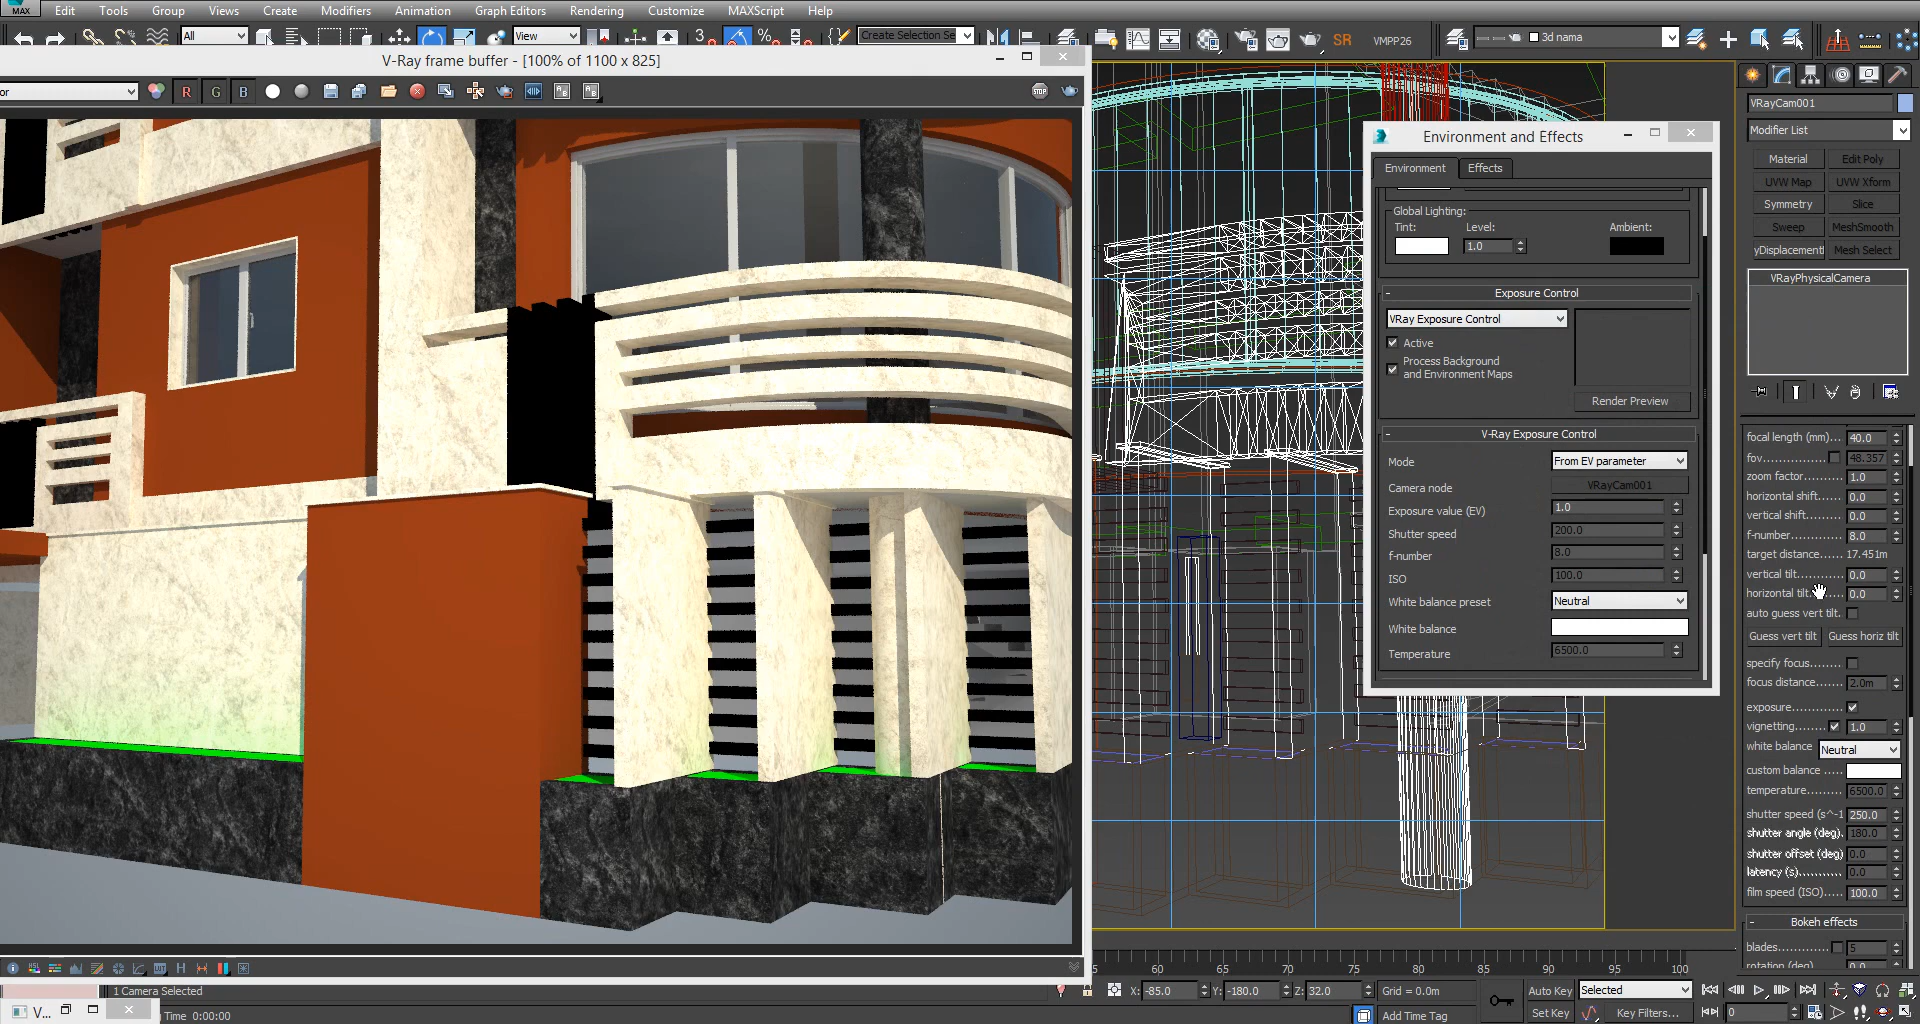 MAX
Edit
Tools
Group
Views
Create
Modifiers
Animation
Graph Editors
Rendering
Customize
MAXScript
Help
All
View
3
%
Create Selection Se
SR
VMPP26
3d nama
V-Ray frame buffer - [100% of 1100 x 825]
or
R
G
B
STOP
Environment and Effects
Environment
Effects
Global Lighting:
Tint:
Level:
Ambient:
1.0
- Exposure Control
VRay Exposure Control
Active
Process Background
and Environment Maps
Render Preview
- V-Ray Exposure Control
Mode
From EV parameter
Camera node
VRayCam001
Exposure value (EV)
1.0
Shutter speed
200.0
f-number
8.0
ISO
100.0
White balance preset
Neutral
White balance
Temperature
6500.0
VRayCam001
Modifier List
Material
Edit Poly
UVW Map
UVW Xform
Symmetry
Slice
Sweep
MeshSmooth
yDisplacement
Mesh Select
VRayPhysicalCamera
focal length (mm)... 40.0
fov............... 48.357
zoom factor....... 1.0
horizontal shift...... 0.0
vertical shift....... 0.0
f-number........... 8.0
target distance...... 17.451m
vertical tilt.......... 0.0
horizontal tilt....... 0.0
auto guess vert tilt.
Guess vert tilt
Guess horiz tilt
specify focus........
focus distance....... 2.0m
exposure.............
vignetting........ 1.0
white balance
Neutral
custom balance .....
temperature......... 6500.0
shutter speed (s^-1 250.0
shutter angle (deg). 180.0
shutter offset (deg) 0.0
latency (s)........... 0.0
film speed (ISO)..... 100.0
- Bokeh effects
blades............. 5
rotation (deg) 0.0
60
65
70
75
80
85
90
95
100
1 Camera Selected
X: -85.0
Y: -180.0
Z: 32.0
Grid = 0.0m
Auto Key
Selected
V...
Time 0:00:00
Add Time Tag
Set Key
Key Filters...
0